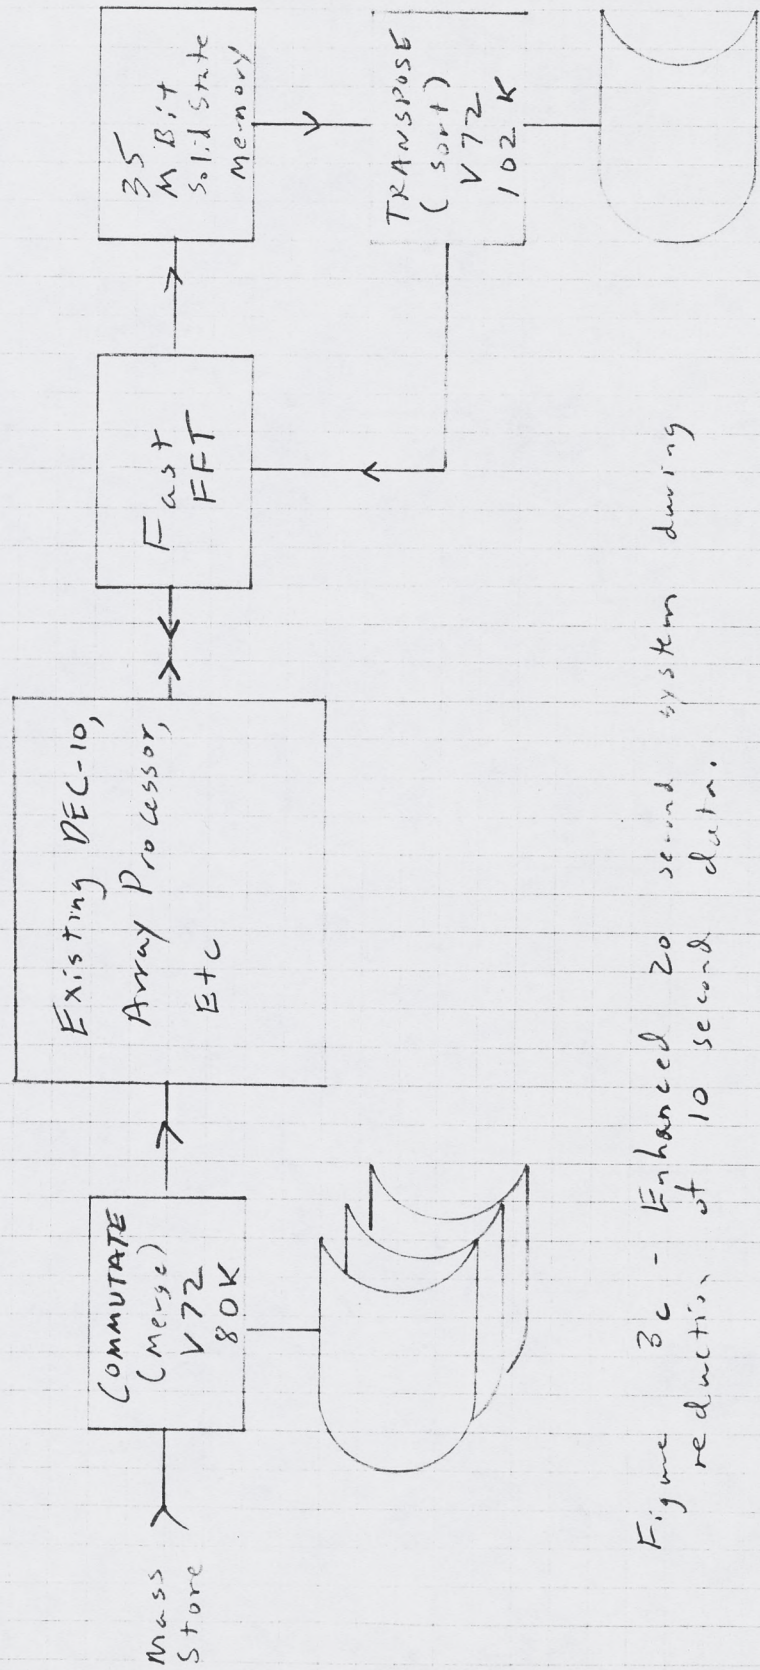 Mass
Store
COMMUTATE
(merge)
V72
80K
Existing DEC-10,
Array Processor,
Etc
Fast
FFT
35
M Bit
Solid State
Memory
TRANSPOSE
(sort)
V72
102K
Figure 3c - Enhanced 20 second system during
reduction of 10 second data.